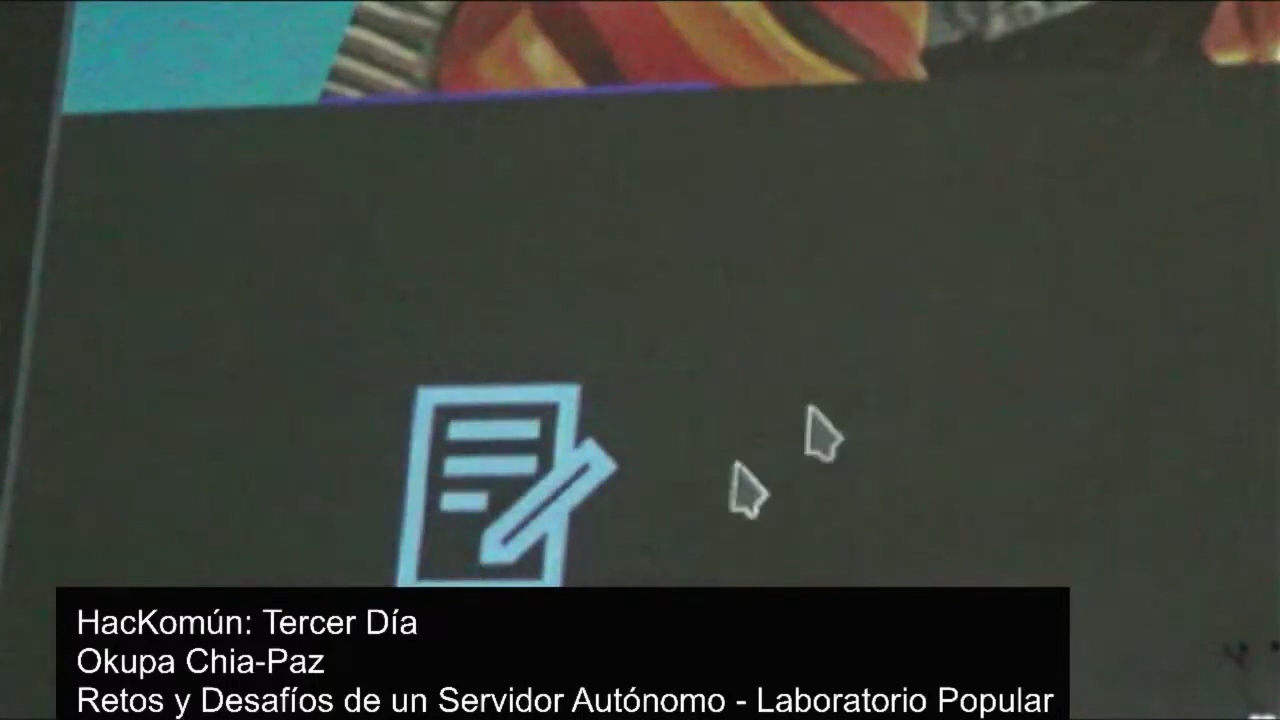 HacKomún: Tercer Día
Okupa Chia-Paz
Retos y Desafíos de un Servidor Autónomo - Laboratorio Popular